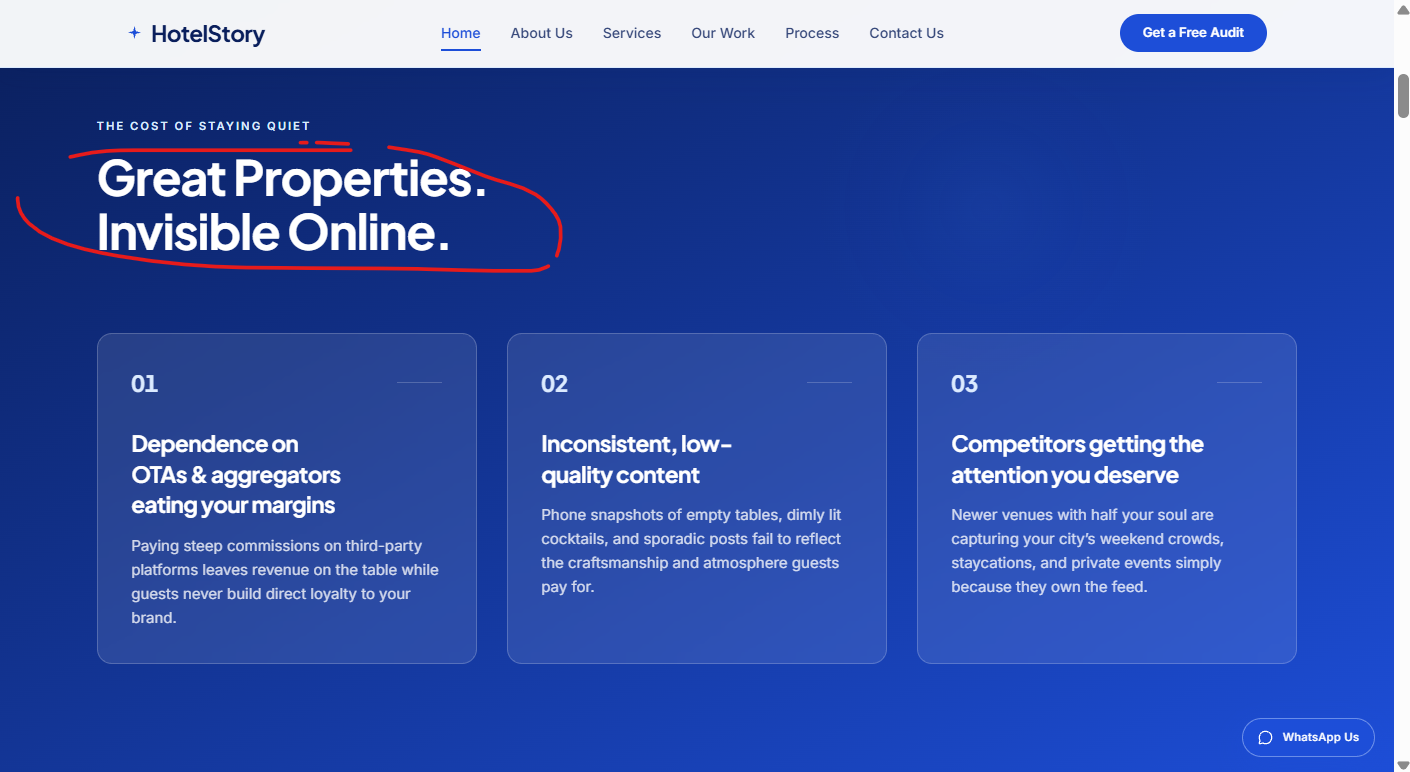 HotelStory
Home
About Us
Services
Our Work
Process
Contact Us
Get a Free Audit
THE COST OF STAYING QUIET
Great Properties.
Invisible Online.
01
Dependence on
OTAs & aggregators
eating your margins
Paying steep commissions on third-party
platforms leaves revenue on the table while
guests never build direct loyalty to your
brand.
02
Inconsistent, low-
quality content
Phone snapshots of empty tables, dimly lit
cocktails, and sporadic posts fail to reflect
the craftsmanship and atmosphere guests
pay for.
03
Competitors getting the
attention you deserve
Newer venues with half your soul are
capturing your city’s weekend crowds,
staycations, and private events simply
because they own the feed.
WhatsApp Us